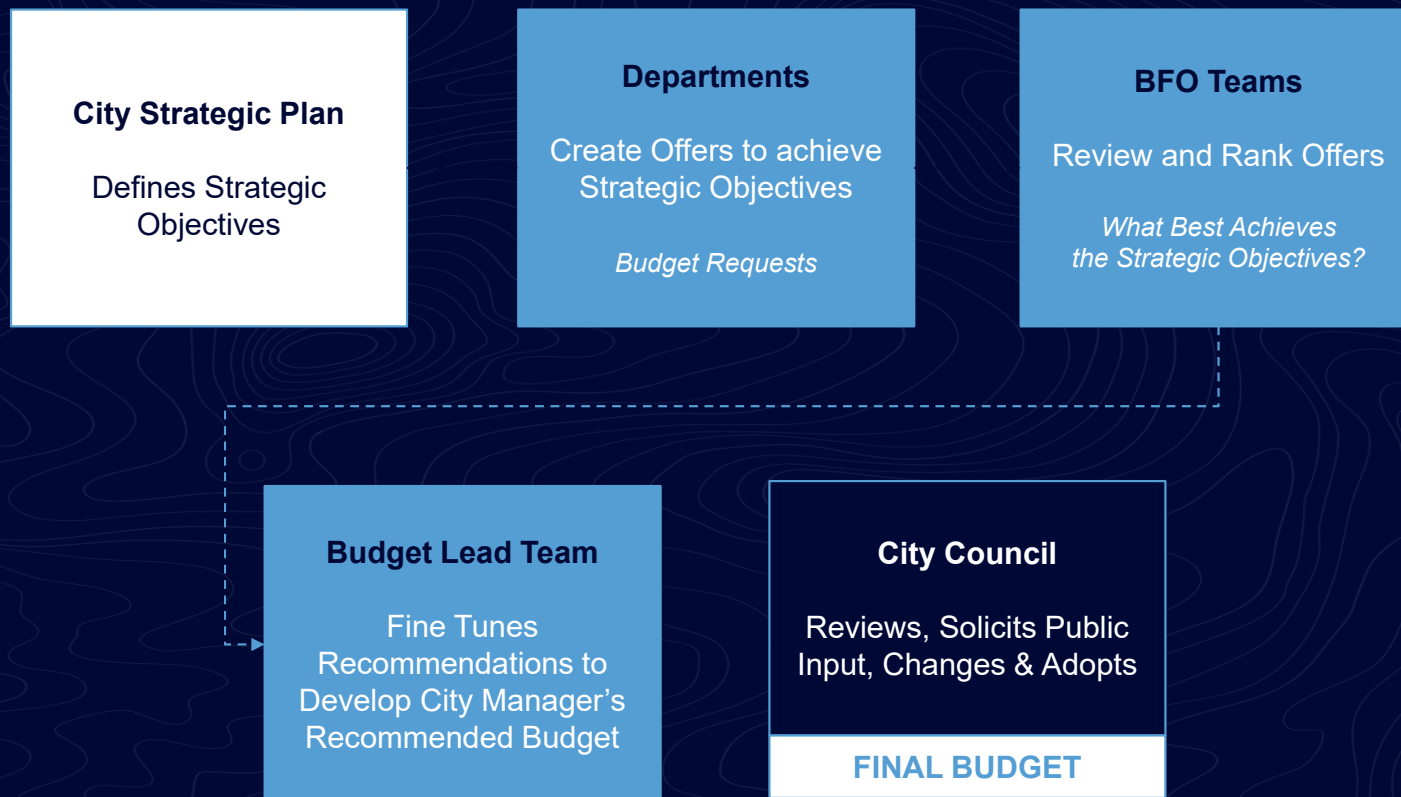 City Strategic Plan
Defines Strategic
Objectives
Departments
Create Offers to achieve
Strategic Objectives
Budget Requests
BFO Teams
Review and Rank Offers
What Best Achieves
the Strategic Objectives?
Budget Lead Team
Fine Tunes
Recommendations to
Develop City Manager’s
Recommended Budget
City Council
Reviews, Solicits Public
Input, Changes & Adopts
FINAL BUDGET